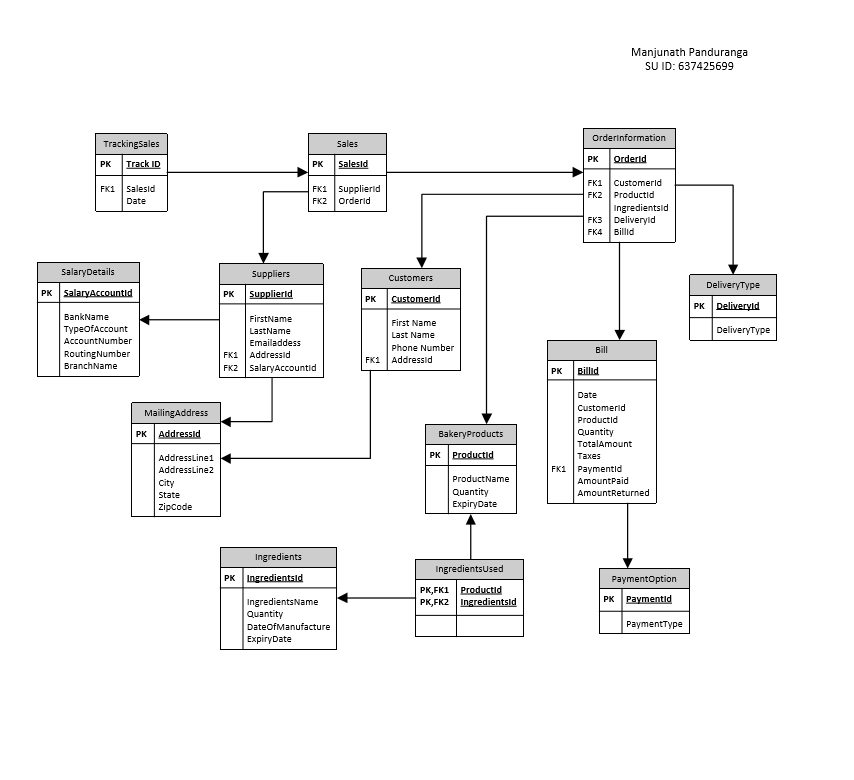 Manjunath Panduranga
SU ID: 637425699
TrackingSales
PK Track ID
FK1 SalesId
Date
Sales
PK SalesId
FK1 SupplierId
FK2 OrderId
OrderInformation
PK OrderId
FK1 CustomerId
FK2 ProductId
IngredientsId
FK3 DeliveryId
FK4 BillId
SalaryDetails
PK SalaryAccountId
BankName
TypeOfAccount
AccountNumber
RoutingNumber
BranchName
Suppliers
PK SupplierId
FirstName
LastName
Emailaddess
FK1 AddressId
FK2 SalaryAccountId
Customers
PK CustomerId
First Name
Last Name
Phone Number
FK1 AddressId
DeliveryType
PK DeliveryId
DeliveryType
Bill
PK BillId
Date
CustomerId
ProductId
Quantity
TotalAmount
Taxes
FK1 PaymentId
AmountPaid
AmountReturned
MailingAddress
PK AddressId
AddressLine1
AddressLine2
City
State
ZipCode
BakeryProducts
PK ProductId
ProductName
Quantity
ExpiryDate
Ingredients
PK IngredientsId
IngredientsName
Quantity
DateOfManufacture
ExpiryDate
IngredientsUsed
PK,FK1 ProductId
PK,FK2 IngredientsId
PaymentOption
PK PaymentId
PaymentType